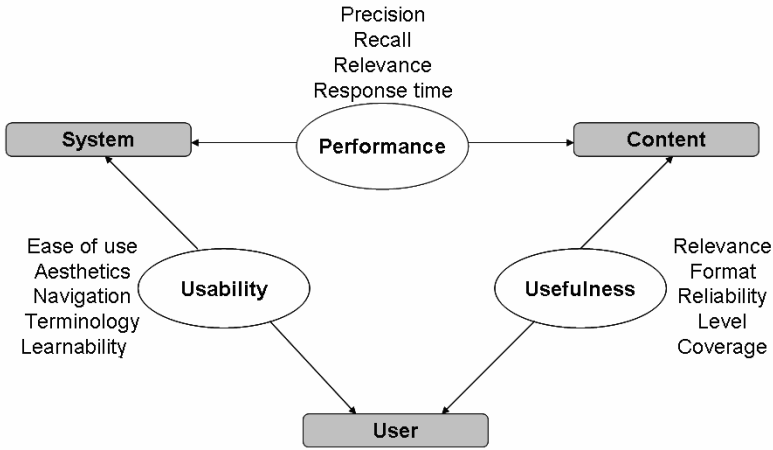 Precision
Recall
Relevance
Response time
System
Performance
Content
Ease of use
Aesthetics
Navigation
Terminology
Learnability
Usability
Usefulness
Relevance
Format
Reliability
Level
Coverage
User